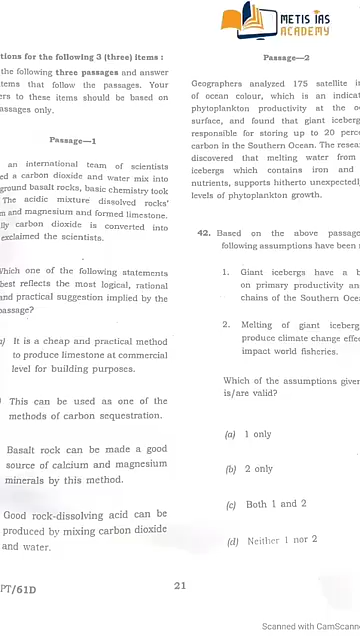 METIS IAS
ACADEMY
tions for the following 3 (three) items :
the following three passages and answer
items that follow the passages. Your
ers to these items should be based on
assages only.
Passage—1
an international team of scientists
ed a carbon dioxide and water mix into
ground basalt rocks, basic chemistry took
The acidic mixture dissolved rocks'
m and magnesium and formed limestone.
lly carbon dioxide is converted into
exclaimed the scientists.
Which one of the following statements
best reflects the most logical, rational
and practical suggestion implied by the
passage?
a) It is a cheap and practical method
to produce limestone at commercial
level for building purposes.
) This can be used as one of the
methods of carbon sequestration.
Basalt rock can be made a good
source of calcium and magnesium
minerals by this method.
Good rock-dissolving acid can be
produced by mixing carbon dioxide
and water.
PT/61D
Passage—2
Geographers analyzed 175 satellite i
of ocean colour, which is an indicat
phytoplankton productivity at the o
surface, and found that giant iceberg
responsible for storing up to 20 perc
carbon in the Southern Ocean. The resea
discovered that melting water from
icebergs which contains iron and
nutrients, supports hitherto unexpectedl
levels of phytoplankton growth.
42. Based on the above passage
following assumptions have been
1. Giant icebergs have a b
on primary productivity an
chains of the Southern Oce
2. Melting of giant iceberg
produce climate change effe
impact world fisheries.
Which of the assumptions given
is/are valid?
(a) 1 only
(b) 2 only
(c) Both 1 and 2
(d) Neither 1 nor 2
21
Scanned with CamScann